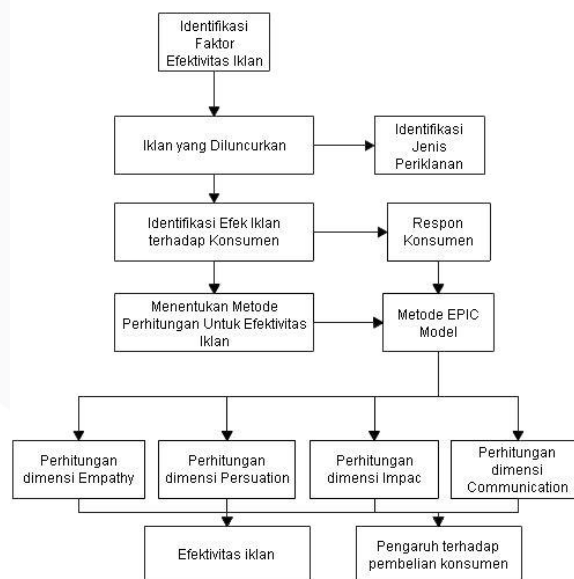 Identifikasi
Faktor
Efektivitas Iklan
Iklan yang Diluncurkan
Identifikasi
Jenis
Periklanan
Identifikasi Efek Iklan
terhadap Konsumen
Respon
Konsumen
Menentukan Metode
Perhitungan Untuk Efektivitas
Iklan
Metode EPIC
Model
Perhitungan
dimensi Empathy
Perhitungan
dimensi Persuation
Perhitungan
dimensi Impac
Perhitungan
dimensi
Communication
Efektivitas iklan
Pengaruh terhadap
pembelian konsumen